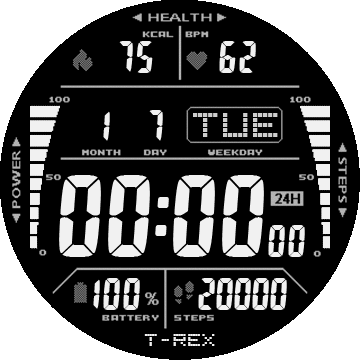 ◀ HEALTH ▶
KCAL BPM
75 62
100 100
1 7 TUE
MONTH DAY WEEKDAY
◀ POWER ▶
◀ STEPS ▶
50 50
24H
00:00 00
0 0
100% 20000
BATTERY STEPS
T-REX